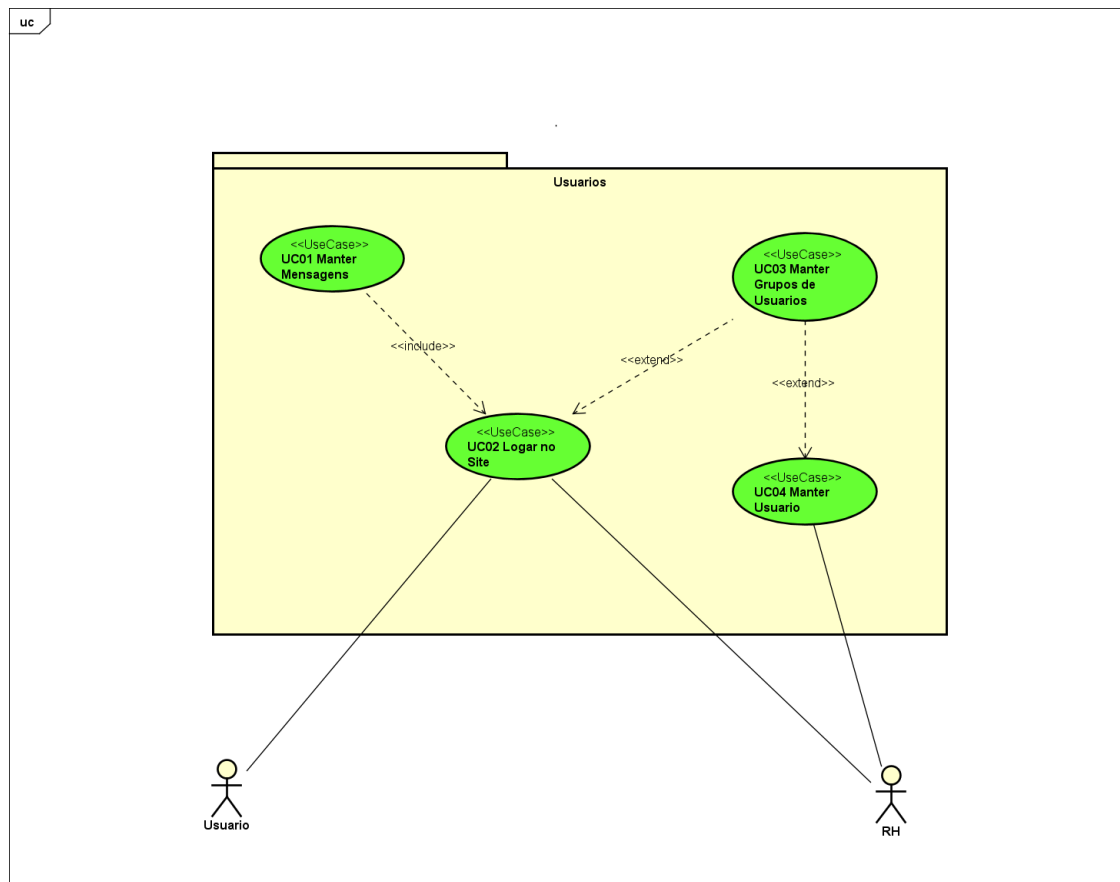 uc
Usuarios
<<UseCase>>
UC01 Manter
Mensagens
<<UseCase>>
UC03 Manter
Grupos de
Usuarios
<<include>>
<<extend>>
<<extend>>
<<UseCase>>
UC02 Logar no
Site
<<UseCase>>
UC04 Manter
Usuario
Usuario
RH